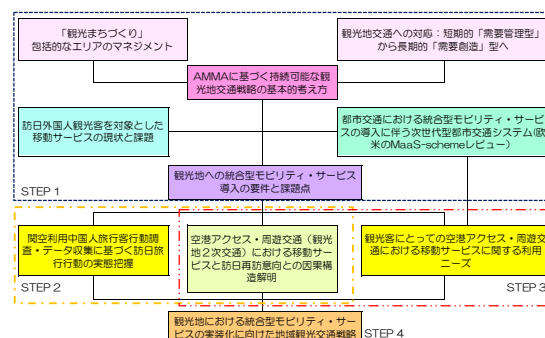 「観光まちづくり」
包括的なエリアのマネジメント
観光地交通への対応：短期的「需要管理型」
から長期的「需要創造」型へ
AMMAに基づく持続可能な観
光地交通戦略の基本的考え方
訪日外国人観光客を対象とした
移動サービスの現状と課題
都市交通における統合型モビリティ・サービ
スの導入に伴う次世代型都市交通システム(欧
米のMaaS-schemeレビュー）
観光地への統合型モビリティ・サービス
導入の要件と課題点
STEP 1
関空利用中国人旅行客行動調
査・データ収集に基づく訪日旅
行行動の実態把握
空港アクセス・周遊交通（観光
地２次交通）における移動サー
ビスと訪日再訪意向との因果構
造解明
観光客にとっての空港アクセス・周遊交
通における移動サービスに関する利用
ニーズ
STEP 2
STEP 3
観光地における統合型モビリティ・サー
ビスの実装化に向けた地域観光交通戦略
STEP 4